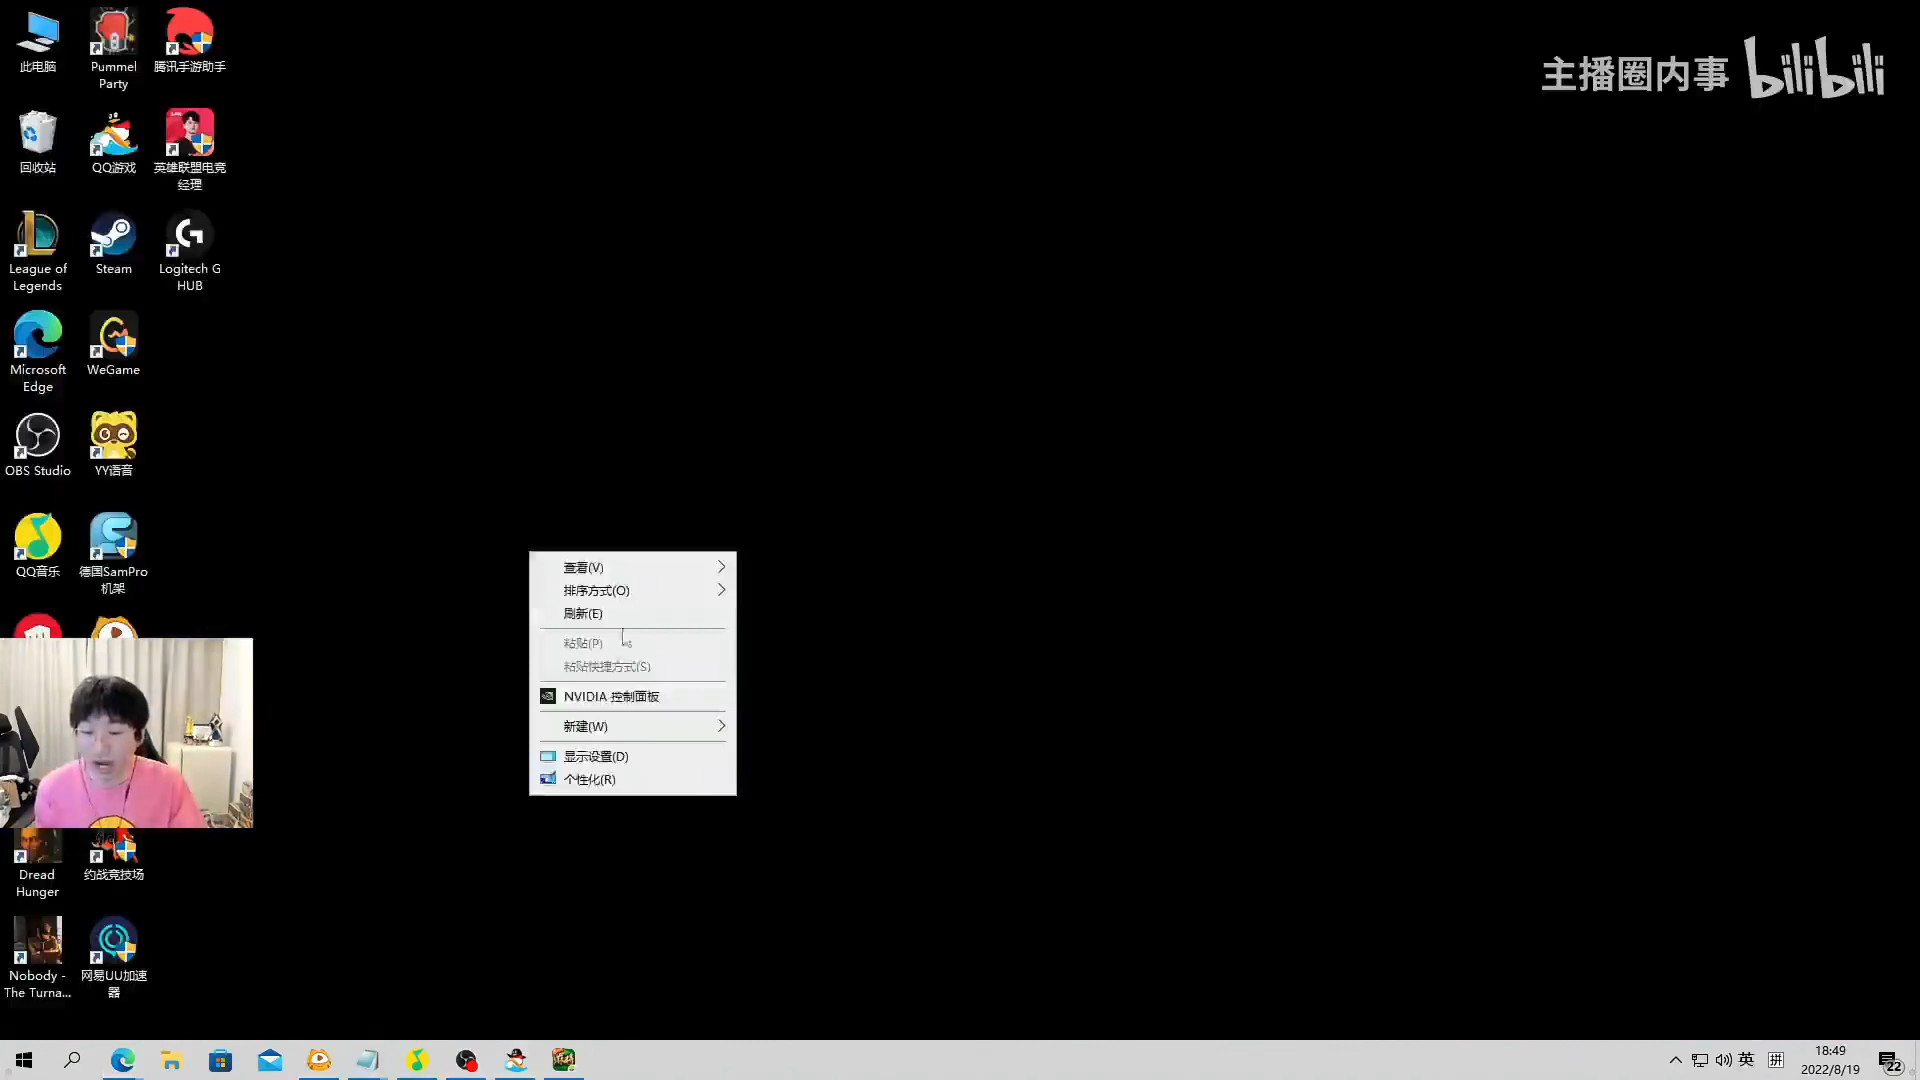 此电脑
Pummel
Party
腾讯手游助手
主播圈内事 bilibili
回收站
QQ游戏
英雄联盟电竞
经理
League of
Legends
Steam
Logitech G
HUB
Microsoft
Edge
WeGame
OBS Studio
YY语音
QQ音乐
德国SamPro
机架
查看(V)
排序方式(O)
刷新(E)
粘贴(P)
粘贴快捷方式(S)
NVIDIA 控制面板
新建(W)
显示设置(D)
个性化(R)
Dread
Hunger
约战竞技场
Nobody -
The Turna...
网易UU加速
器
英
拼
18:49
2022/8/19
22